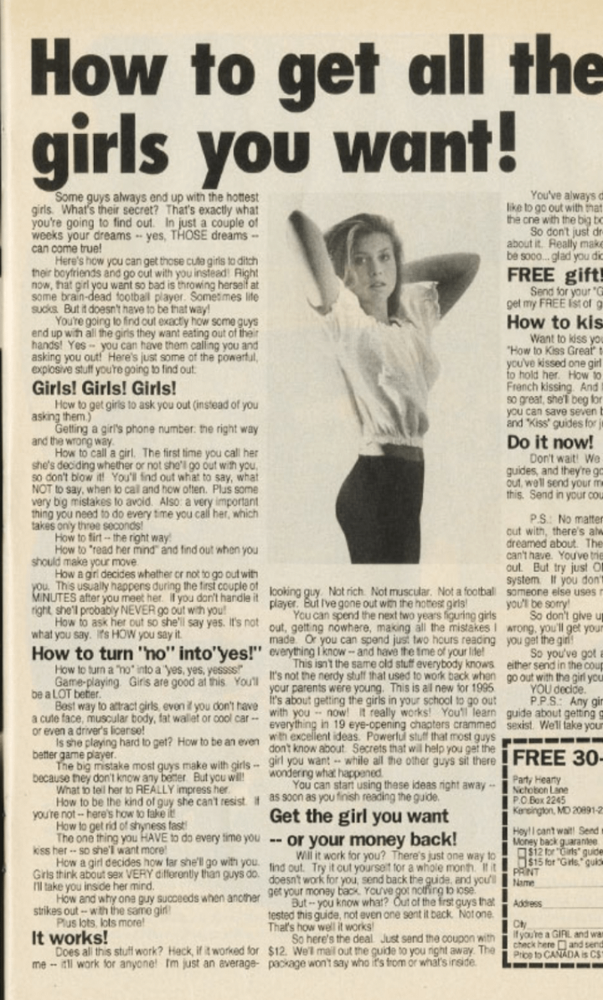 How to get all the
girls you want!
Some guys always end up with the hottest
girls. What's their secret? That's exactly what
you're going to find out. In just a couple of
weeks your dreams -- yes, THOSE dreams --
can come true!
Here's how you can get those cute girls to ditch
their boyfriends and go out with you instead! Right
now, that girl you want so bad is throwing herself at
some brain-dead football player. Sometimes life
sucks. But it doesn't have to be that way!
You're going to find out exactly how some guys
end up with all the girls they want eating out of their
hands! Yes -- you can have them calling you and
asking you out! Here's just some of the powerful,
explosive stuff you're going to find out:
Girls! Girls! Girls!
How to get girls to ask you out (instead of you
asking them.)
Getting a girl's phone number: the right way
and the wrong way.
How to call a girl. The first time you call her
she's deciding whether or not she'll go out with you,
so don't blow it! You'll find out what to say, what
NOT to say, when to call and how often. Plus some
very big mistakes to avoid. Also: a very important
thing you need to do every time you call her, which
takes only three seconds!
How to flirt -- the right way!
How to "read her mind" and find out when you
should make your move.
How a girl decides whether or not to go out with
you. This usually happens during the first couple of
MINUTES after you meet her. If you don't handle it
right, she'll probably NEVER go out with you!
How to ask her out so she'll say yes. It's not
what you say. It's HOW you say it.
How to turn "no" into "yes!"
How to turn a "no" into a "yes, yes, yessss!"
Game-playing. Girls are good at this. You'll
be a LOT better.
Best way to attract girls, even if you don't have
a cute face, muscular body, fat wallet or cool car --
or even a driver's license!
Is she playing hard to get? How to be an even
better game player.
The big mistake most guys make with girls --
because they don't know any better. But you will!
What to tell her to REALLY impress her.
How to be the kind of guy she can't resist. If
you're not -- here's how to fake it!
How to get rid of shyness fast!
The one thing you HAVE to do every time you
kiss her -- so she'll want more!
How a girl decides how far she'll go with you.
Girls think about sex VERY differently than guys do.
I'll take you inside her mind.
How and why one guy succeeds when another
strikes out -- with the same girl!
Plus lots, lots more!
It works!
Does all this stuff work? Heck, if it worked for
me -- it'll work for anyone! I'm just an average-
looking guy. Not rich. Not muscular. Not a football
player. But I've gone out with the hottest girls!
You can spend the next two years figuring girls
out, getting nowhere, making all the mistakes I
made. Or you can spend just two hours reading
everything I know -- and have the time of your life!
This isn't the same old stuff everybody knows.
It's not the nerdy stuff that used to work back when
your parents were young. This is all new for 1995.
It's about getting the girls in your school to go out
with you -- now! It really works! You'll learn
everything in 19 eye-opening chapters crammed
with excellent ideas. Powerful stuff that most guys
don't know about. Secrets that will help you get the
girl you want -- while all the other guys sit there
wondering what happened.
You can start using these ideas right away --
as soon as you finish reading the guide.
Get the girl you want
-- or your money back!
Will it work for you? There's just one way to
find out. Try it out yourself for a whole month. If it
doesn't work for you, send back the guide, and you'll
get your money back. You've got nothing to lose.
But -- you know what? Out of the first guys that
tested this guide, not even one sent it back. Not one.
That's how well it works!
So here's the deal. Just send the coupon with
$12. We'll mail out the guide to you right away. The
package won't say who it's from or what's inside.
You've always d
like to go out with that
the one with the big bo
So don't just dr
about it. Really make
be sooo... glad you did
FREE gift!
Send for your "G
get my FREE list of g
How to kis
Want to kiss you
"How to Kiss Great" t
you've kissed one girl
to hold her. How to
French kissing. And I
so great, she'll beg for
you can save seven b
and "Kiss" guides for j
Do it now!
Don't wait! We
guides, and they're go
out, we'll send your m
this. Send in your cou
P.S.: No matter
out with, there's alw
dreamed about. The
can't have. You've trie
out. But try just O
system. If you don't
someone else uses
you'll be sorry!
So don't give up
wrong, you'll get your
you get the girl!
So you've got a
either send in the coup
go out with the girl you
YOU decide.
P.P.S.: Any gir
guide about getting g
sexist. We'll take your
FREE 30-
Party Hearty
Nicholson Lane
P.O.Box 2245
Kensington, MD 20891-2
Hey! I can't wait! Send
Money back guarantee.
$12 for "Girls" guide
$15 for "Girls," guide
PRINT
Name
Address
City
If you're a GIRL and wan
check here and send
Price to CANADA is C$1